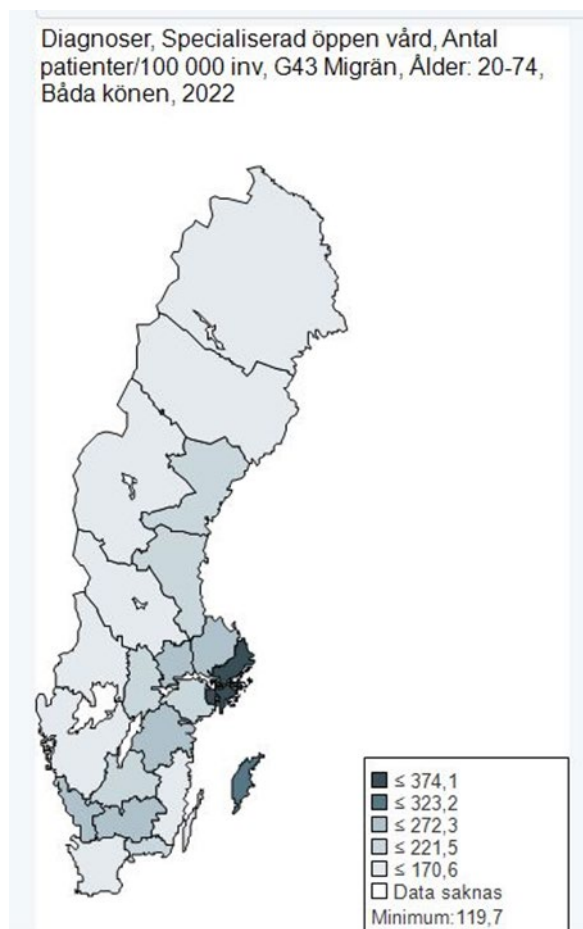 Diagnoser, Specialiserad öppen vård, Antal
patienter/100 000 inv, G43 Migrän, Ålder: 20-74,
Båda könen, 2022
≤ 374,1
≤ 323,2
≤ 272,3
≤ 221,5
≤ 170,6
Data saknas
Minimum:119,7